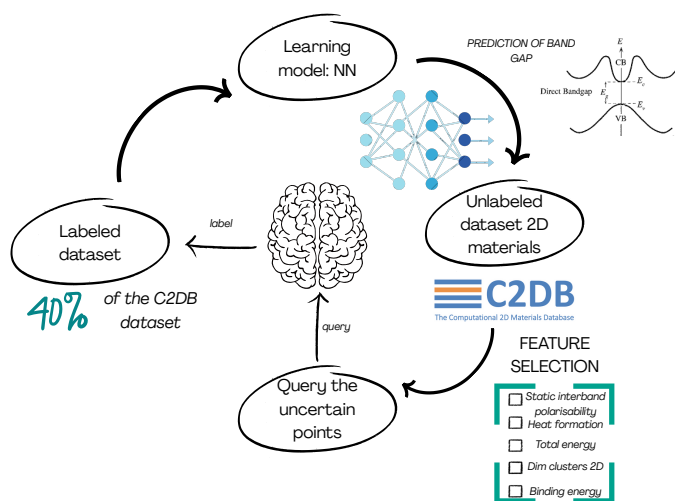 Learning
model: NN
PREDICTION OF BAND
GAP
E
CB
E_c
Direct Bandgap
E_g
E_v
VB
Unlabeled
dataset 2D
materials
C2DB
The Computational 2D Materials Database
label
Labeled
dataset
40%
of the C2DB
dataset
query
Query the
uncertain
points
FEATURE
SELECTION
Static interband
polarisability
Heat formation
Total energy
Dim clusters 2D
Binding energy